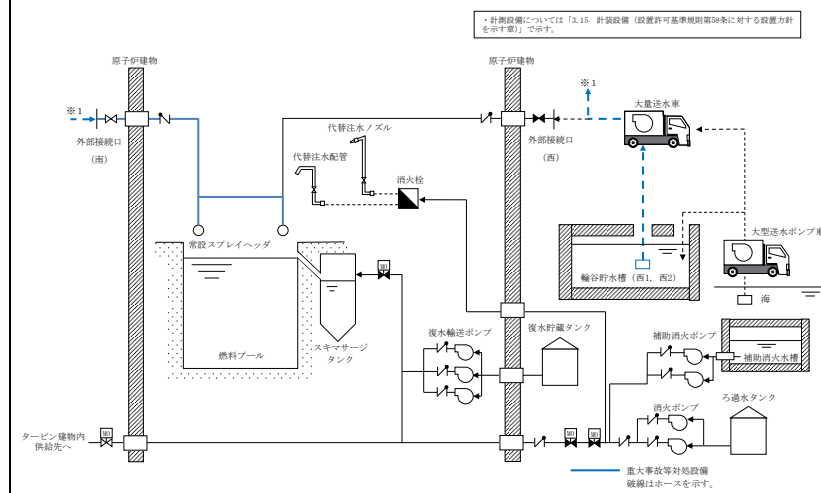 ・計測設備については「3.15　計装設備（設置許可基準規則第58条に対する設置方針
を示す章）」で示す。
原子炉建物
原子炉建物
※1
※1
大量送水車
外部接続口
（南）
外部接続口
（西）
代替注水ノズル
代替注水配管
消火栓
常設スプレイヘッダ
大型送水ポンプ車
輪谷貯水槽（西1，西2）
海
MO
燃料プール
スキマサージ
タンク
復水輸送ポンプ
復水貯蔵タンク
補助消火ポンプ
補助消火水槽
消火ポンプ
ろ過水タンク
タービン建物内
供給先へ
MO
MO
MO
重大事故等対処設備
破線はホースを示す。